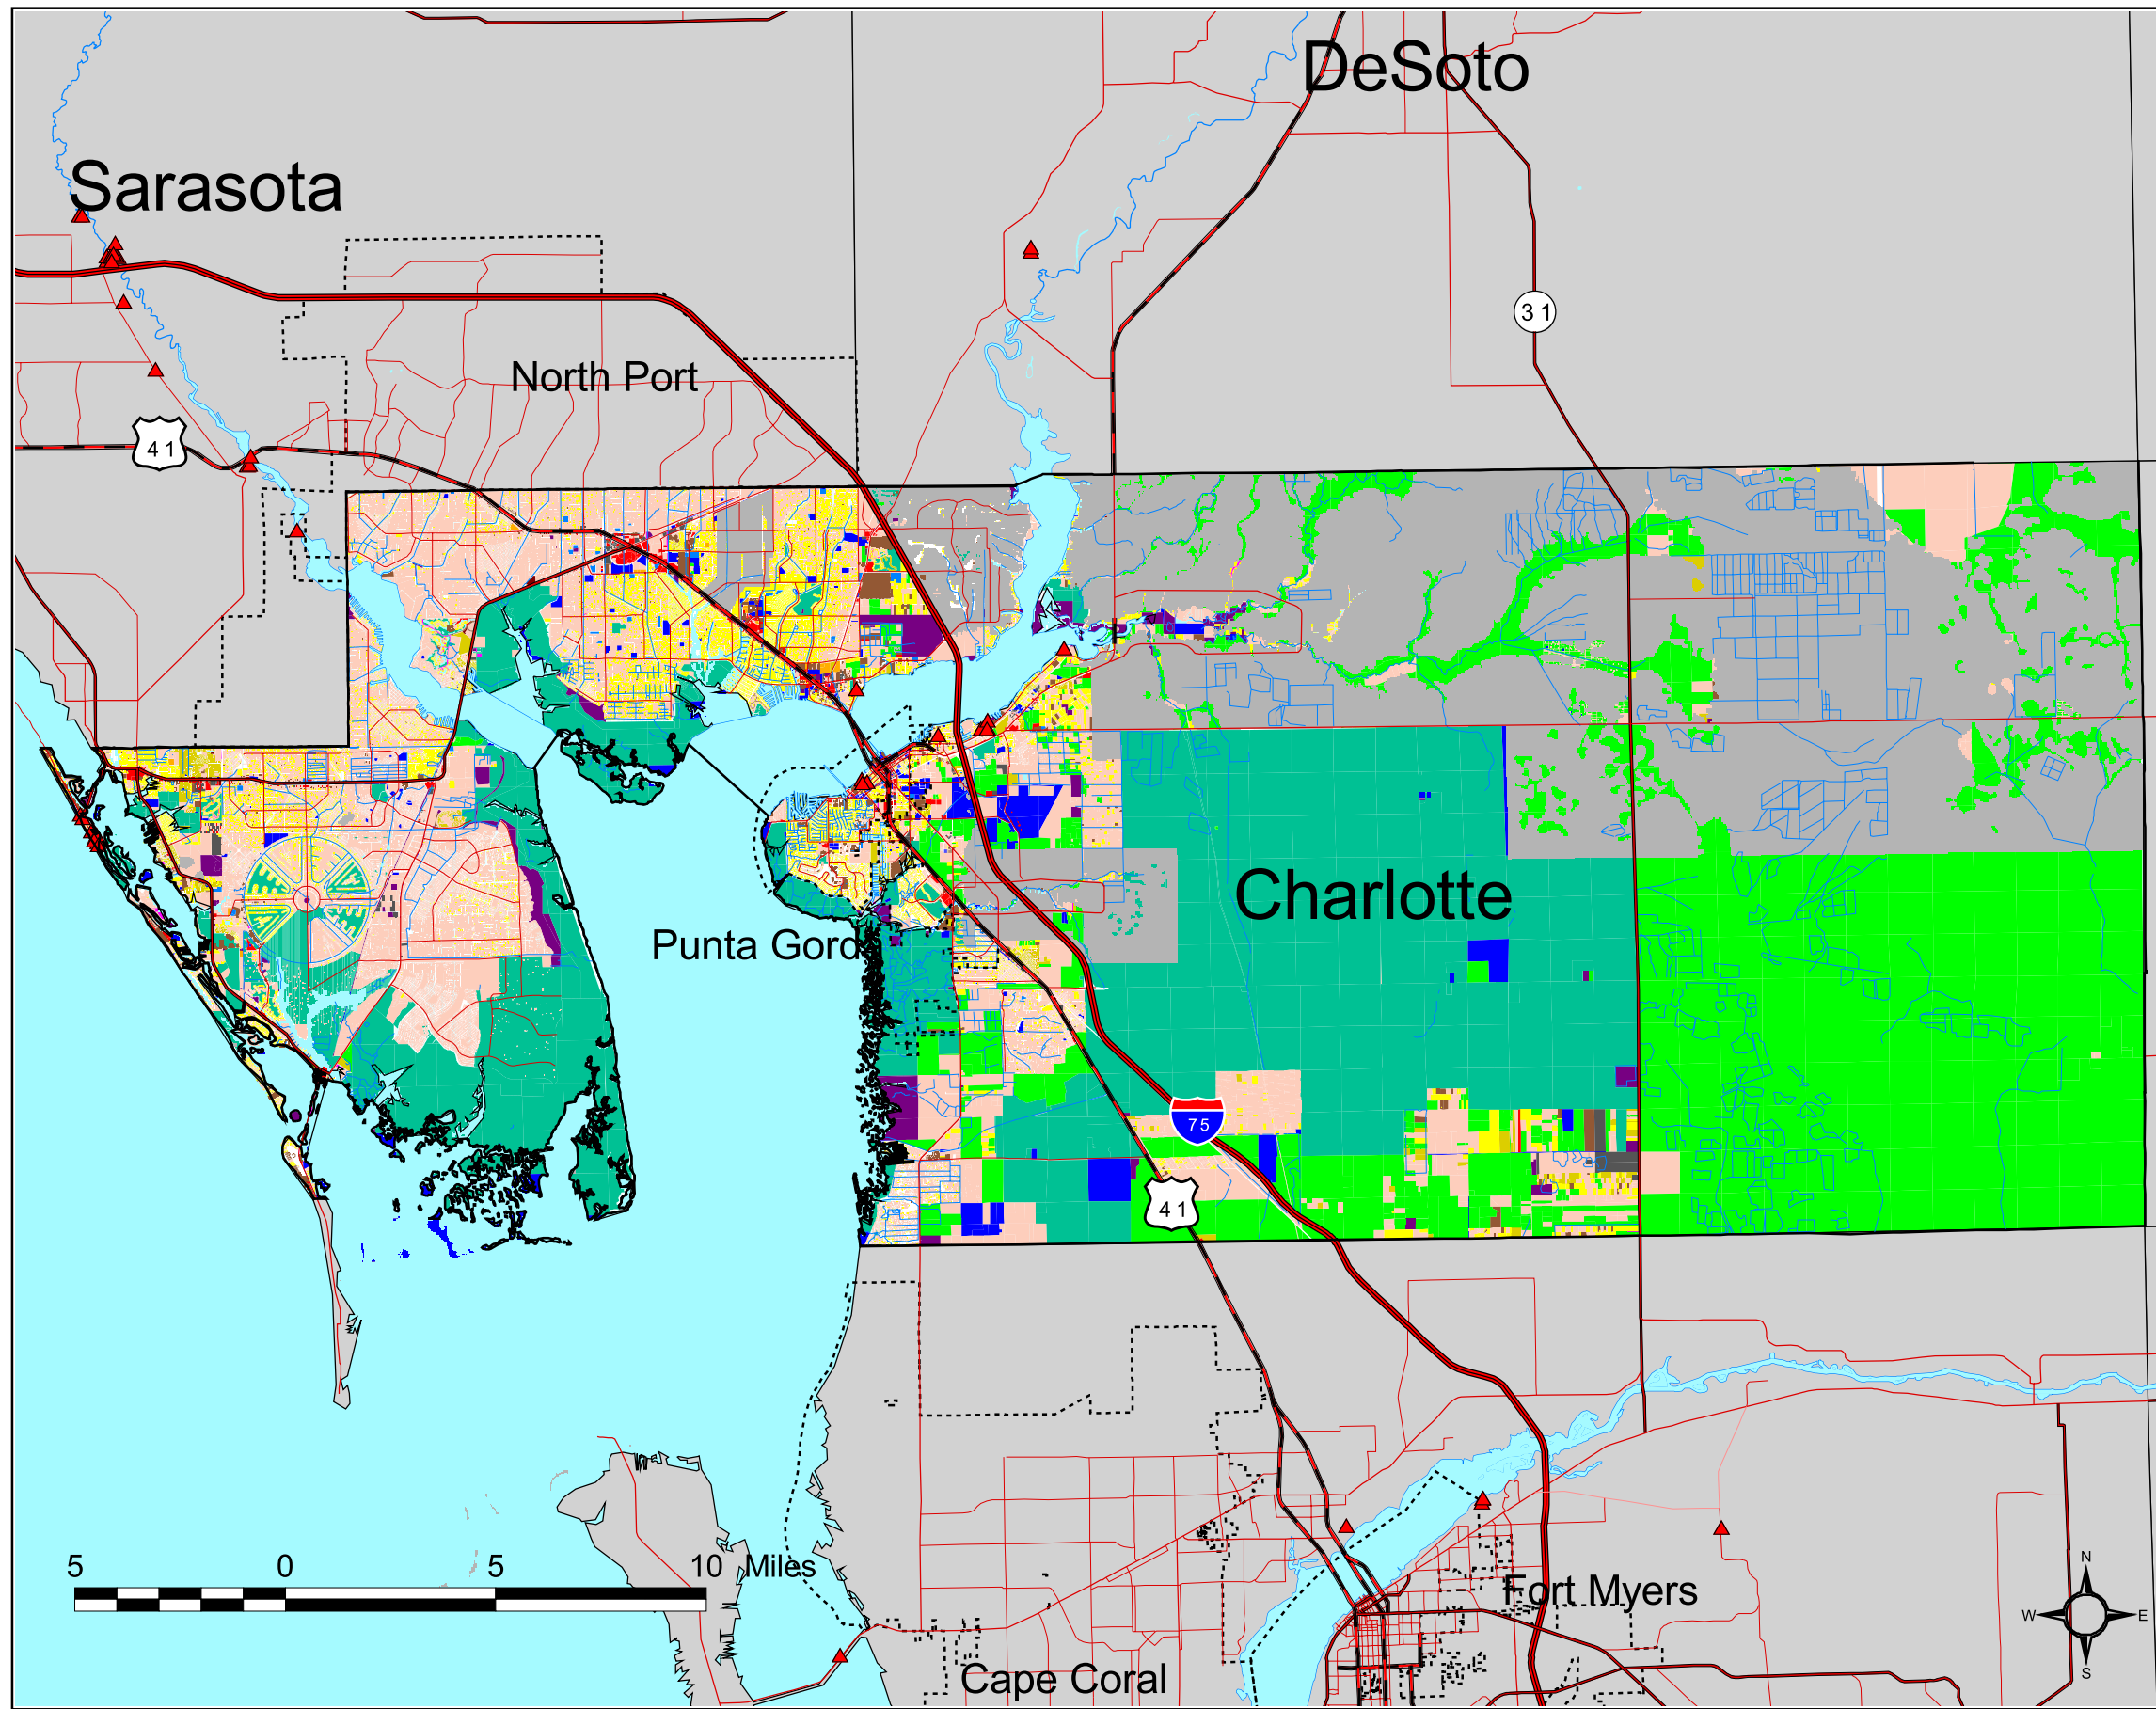 DeSoto
Sarasota
31
North Port
41
Charlotte
Punta Gord
75
41
5 0 5 10 Miles
Fort Myers
Cape Coral
N
W E
S